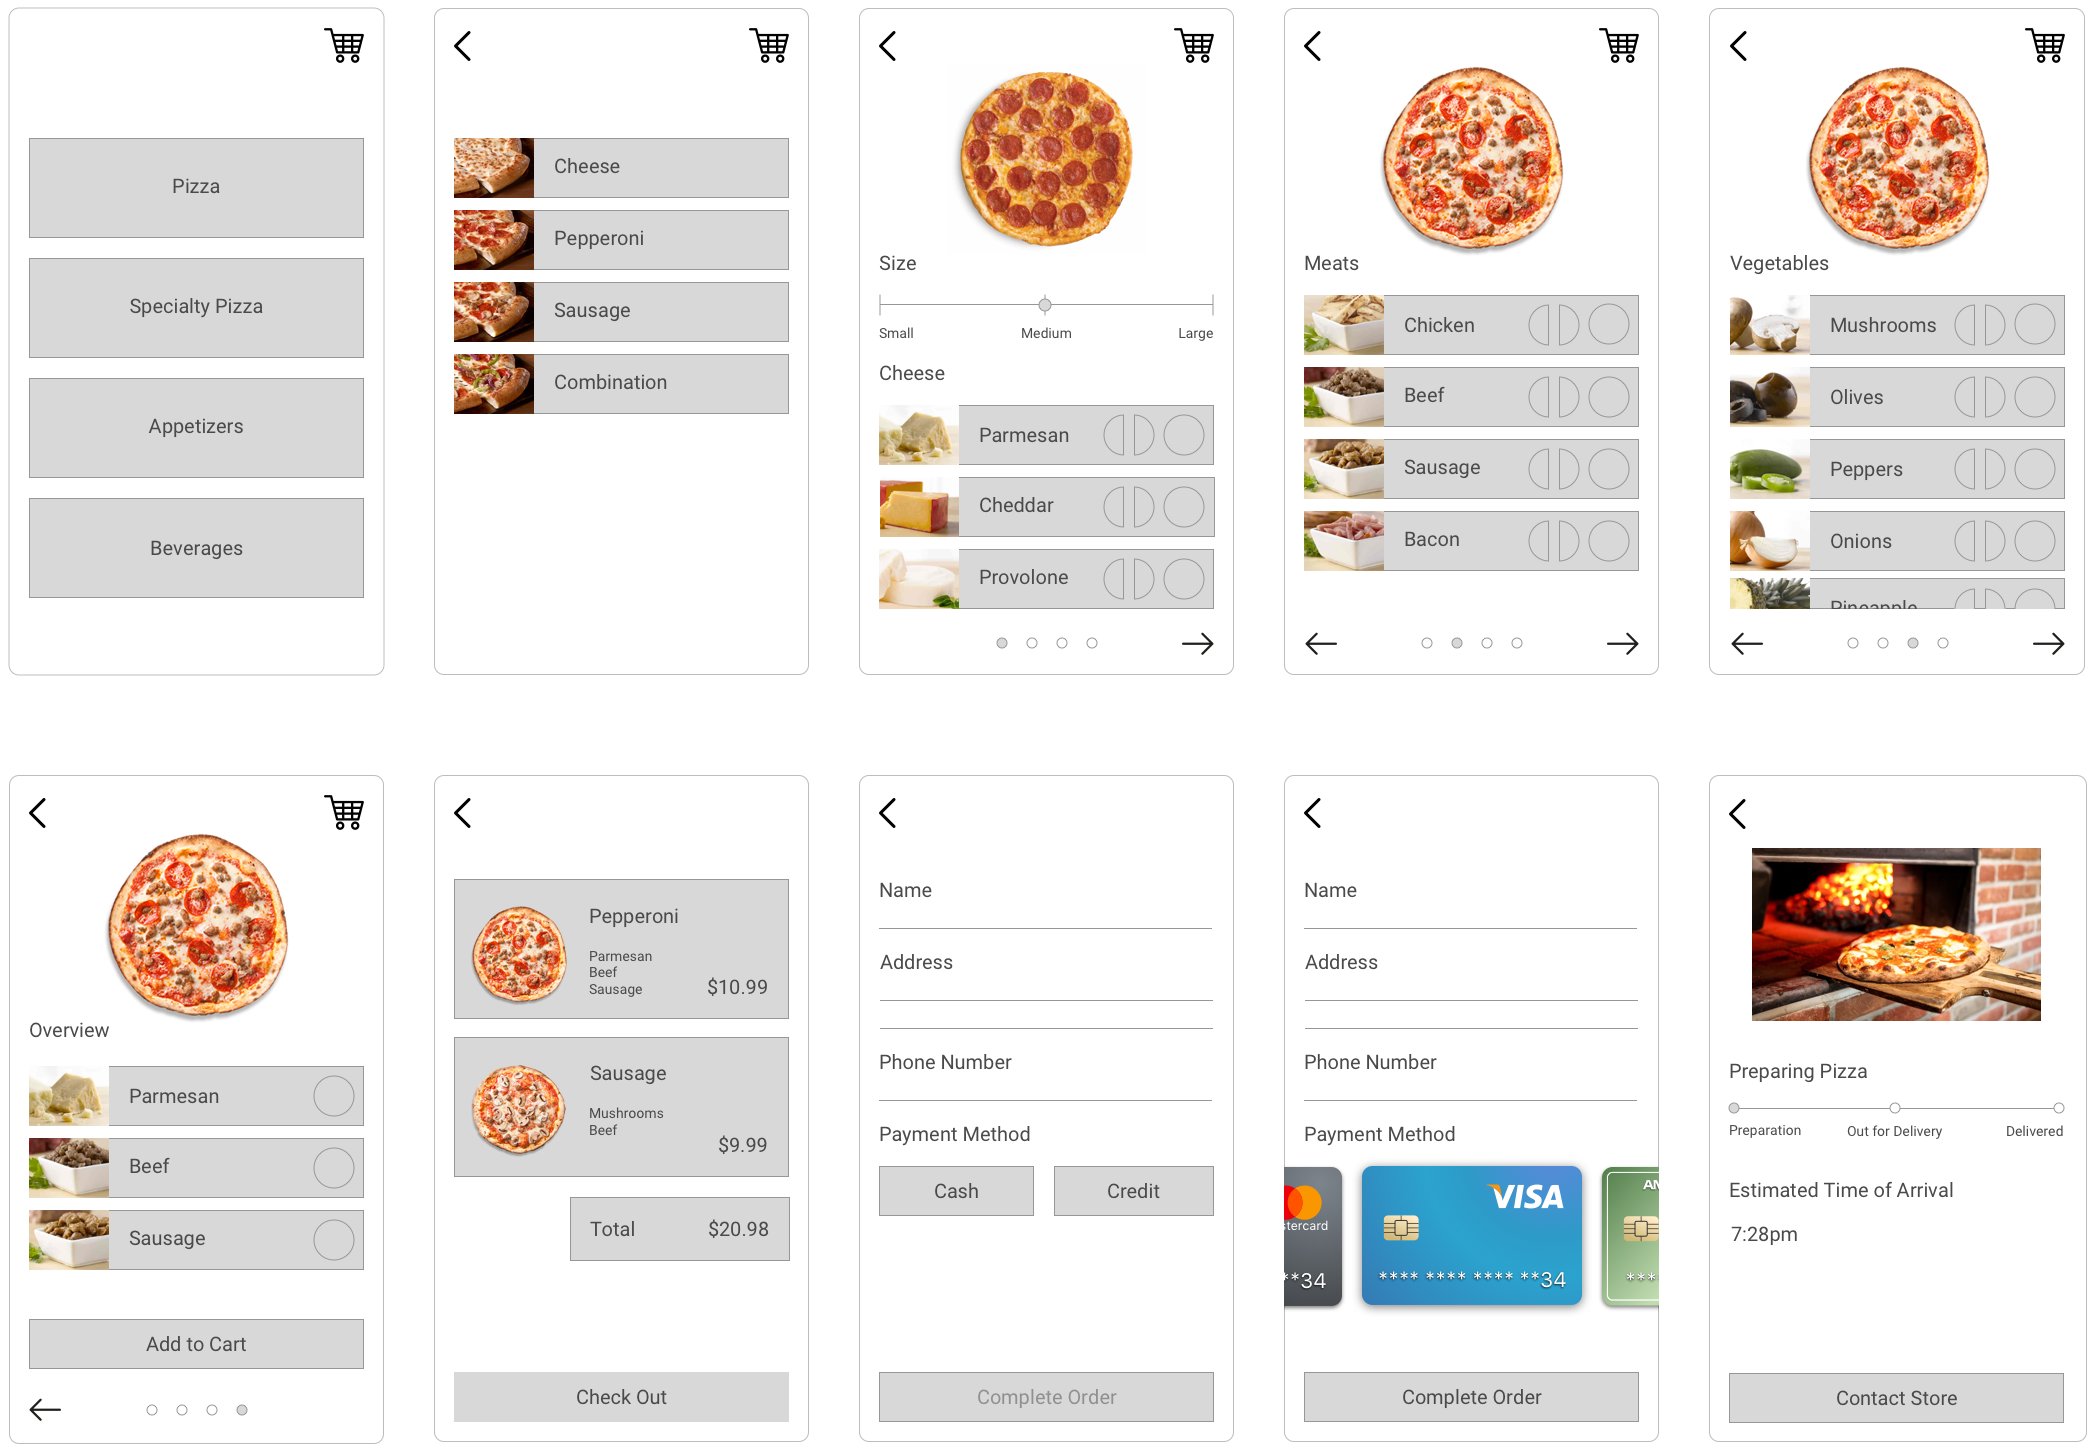 Pizza
Specialty Pizza
Appetizers
Beverages
Cheese
Pepperoni
Sausage
Combination
Size
Small Medium Large
Cheese
Parmesan
Cheddar
Provolone
Meats
Chicken
Beef
Sausage
Bacon
Vegetables
Mushrooms
Olives
Peppers
Onions
Pineapple
Overview
Parmesan
Beef
Sausage
Add to Cart
Pepperoni
Parmesan
Beef
Sausage
$10.99
Sausage
Mushrooms
Beef
$9.99
Total $20.98
Check Out
Name
Address
Phone Number
Payment Method
Cash Credit
Complete Order
Name
Address
Phone Number
Payment Method
stercard
**34
VISA
**** **** **** **34
AM
****
Complete Order
Preparing Pizza
Preparation Out for Delivery Delivered
Estimated Time of Arrival
7:28pm
Contact Store